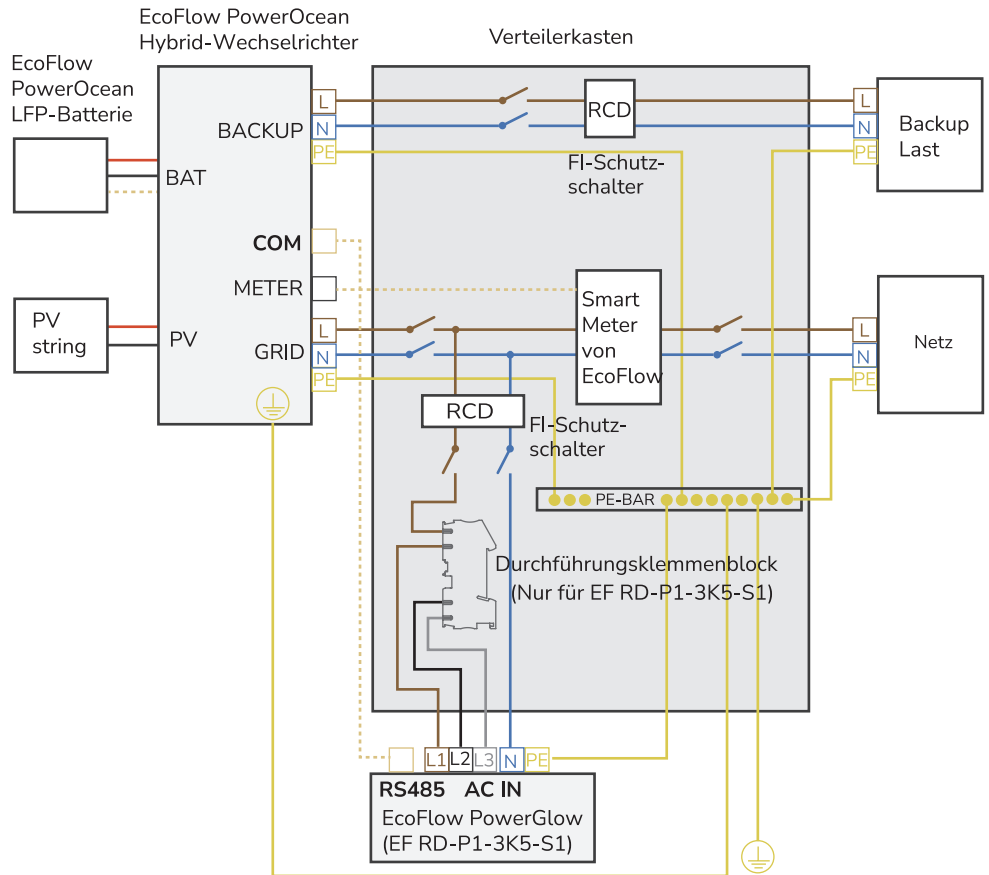 EcoFlow PowerOcean
Hybrid-Wechselrichter
Verteilerkasten
EcoFlow
PowerOcean
LFP-Batterie
L
N
PE
BACKUP
BAT
RCD
FI-Schutz-
schalter
L
N
PE
Backup
Last
COM
METER
PV
string
PV
L
N
PE
GRID
Smart
Meter
von
EcoFlow
L
N
PE
Netz
RCD
FI-Schutz-
schalter
PE-BAR
Durchführungsklemmenblock
(Nur für EF RD-P1-3K5-S1)
L1
L2
L3
N
PE
RS485 AC IN
EcoFlow PowerGlow
(EF RD-P1-3K5-S1)